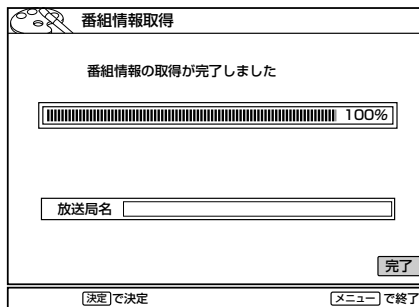 番組情報取得
番組情報の取得が完了しました
100%
放送局名
完了
決定で決定
メニューで終了